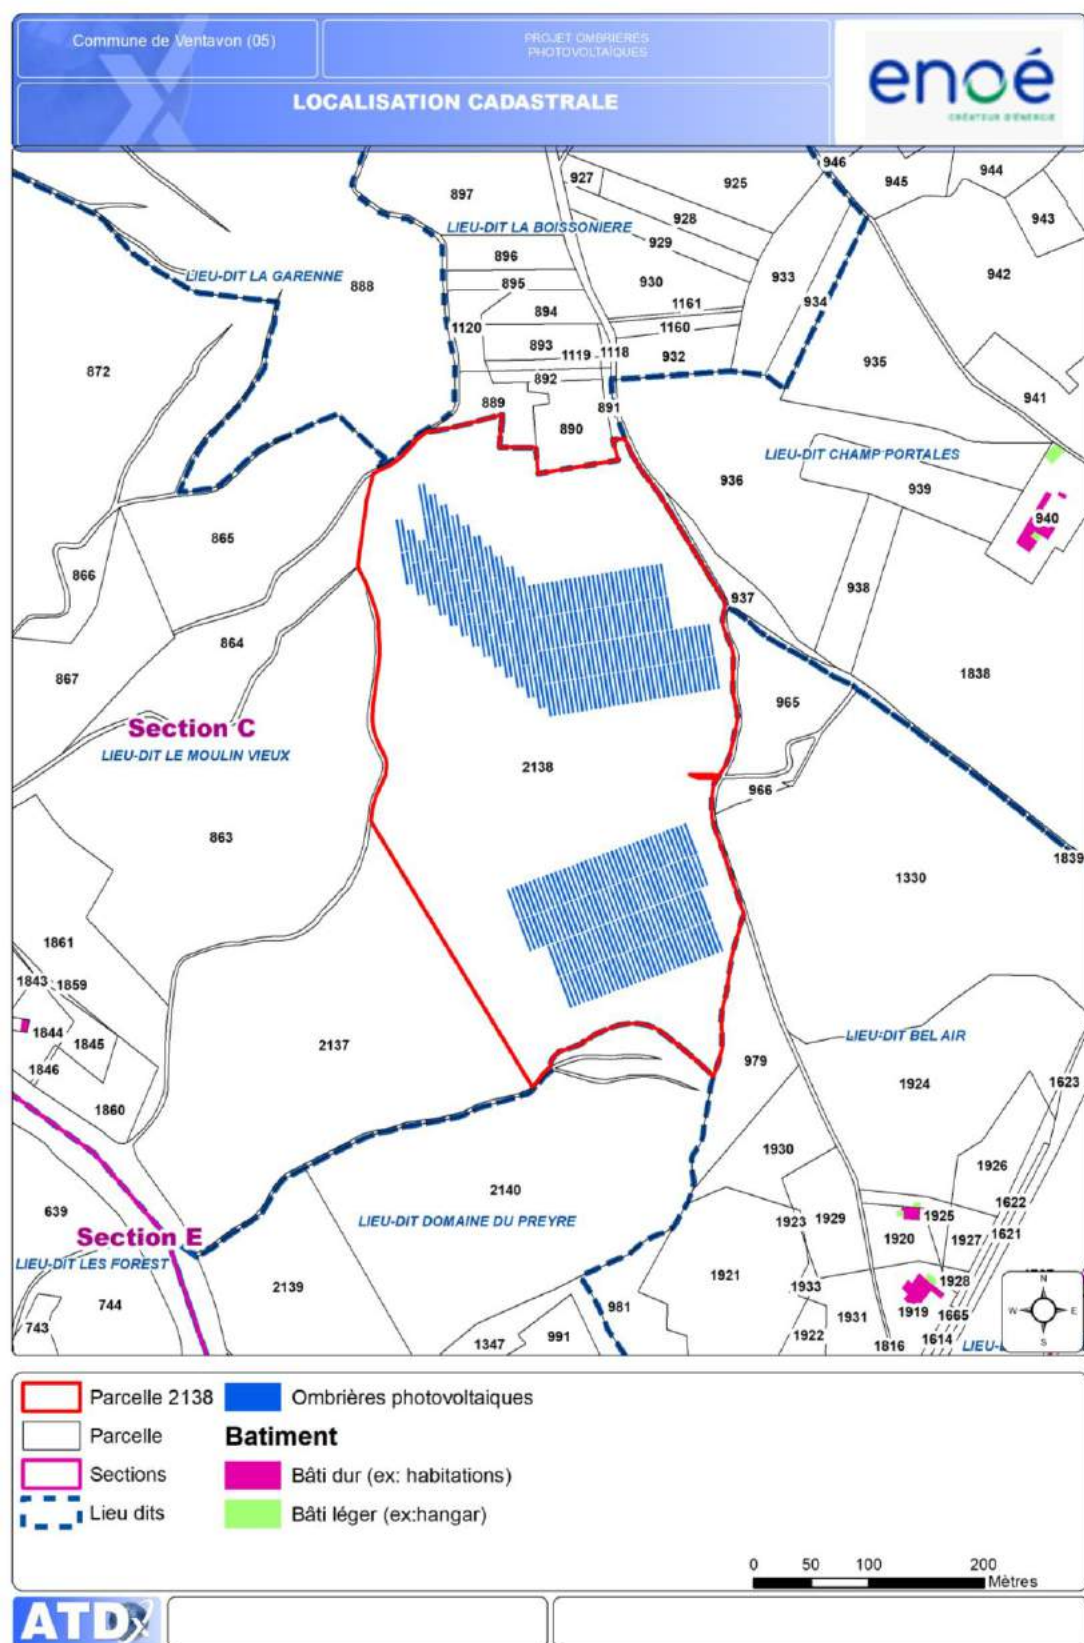 Commune de Ventavon (05)
PROJET OMBRIERES
PHOTOVOLTAÏQUES
LOCALISATION CADASTRALE
enoé
CRÉATEUR D'ÉNERGIE
946
944
927
925
945
897
943
928
LIEU-DIT LA BOISSONIERE
929
942
896
LIEU-DIT LA GARENNE
933
930
895
888
934
1161
894
1120
1160
893
1119
1118
932
935
872
892
941
889
891
890
LIEU-DIT CHAMP PORTALES
936
939
940
865
866
938
937
864
1838
867
965
Section C
LIEU-DIT LE MOULIN VIEUX
2138
966
863
1839
1330
1861
1843
1859
1844
LIEU-DIT BEL AIR
1845
2137
979
1846
1924
1623
1860
1930
1926
2140
1622
639
1923
1929
1925
LIEU-DIT DOMAINE DU PREYRE
1621
Section E
1920
1927
LIEU-DIT LES FOREST
1921
1928
2139
1933
744
981
1919
1931
1665
743
991
1922
1614
1347
1816
LIEU-
N
W
E
S
Parcelle 2138
Ombrières photovoltaiques
Parcelle
Batiment
Sections
Bâti dur (ex: habitations)
Lieu dits
Bâti léger (ex:hangar)
0 50 100 200
Mètres
ATDx